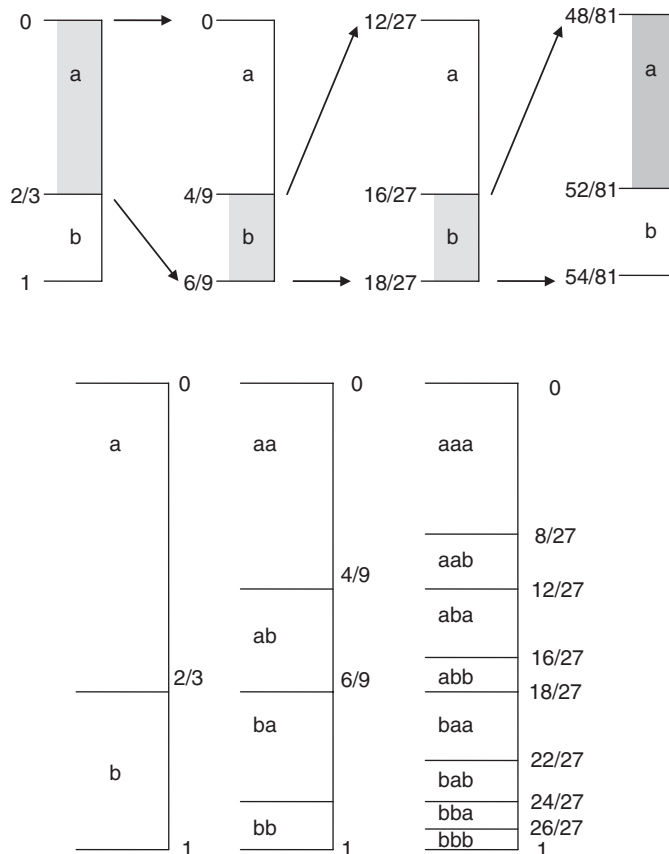 0
a
2/3
b
1
0
a
4/9
b
6/9
12/27
a
16/27
b
18/27
48/81
a
52/81
b
54/81
0
a
2/3
b
1
0
aa
4/9
ab
6/9
ba
bb
1
0
aaa
8/27
aab
12/27
aba
16/27
abb
18/27
baa
22/27
bab
24/27
bba
26/27
bbb
1